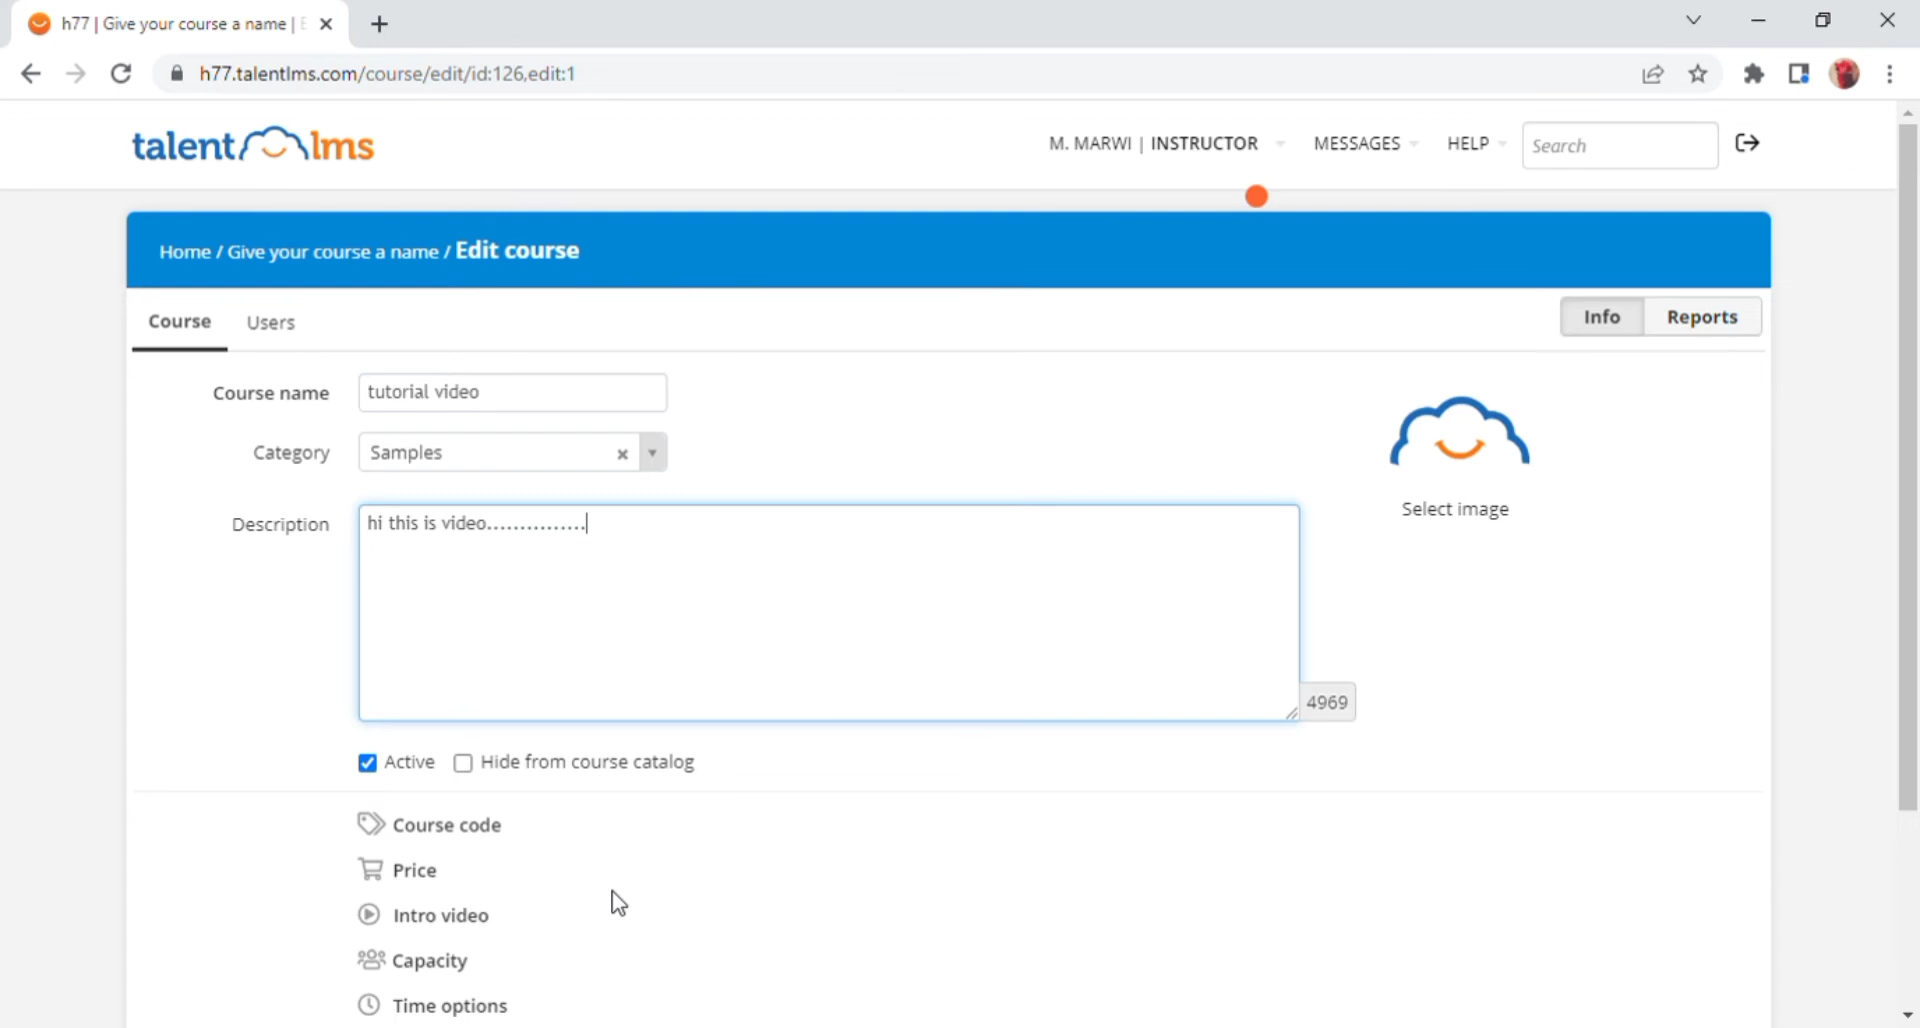 h77 | Give your course a name |
h77.talentlms.com/course/edit/id:126,edit:1
talentlms
M. MARWI | INSTRUCTOR
MESSAGES
HELP
Search
Home / Give your course a name / Edit course
Course
Users
Info
Reports
Course name
tutorial video
Category
Samples
Description
hi this is video...............
Select image
4969
Active
Hide from course catalog
Course code
Price
Intro video
Capacity
Time options